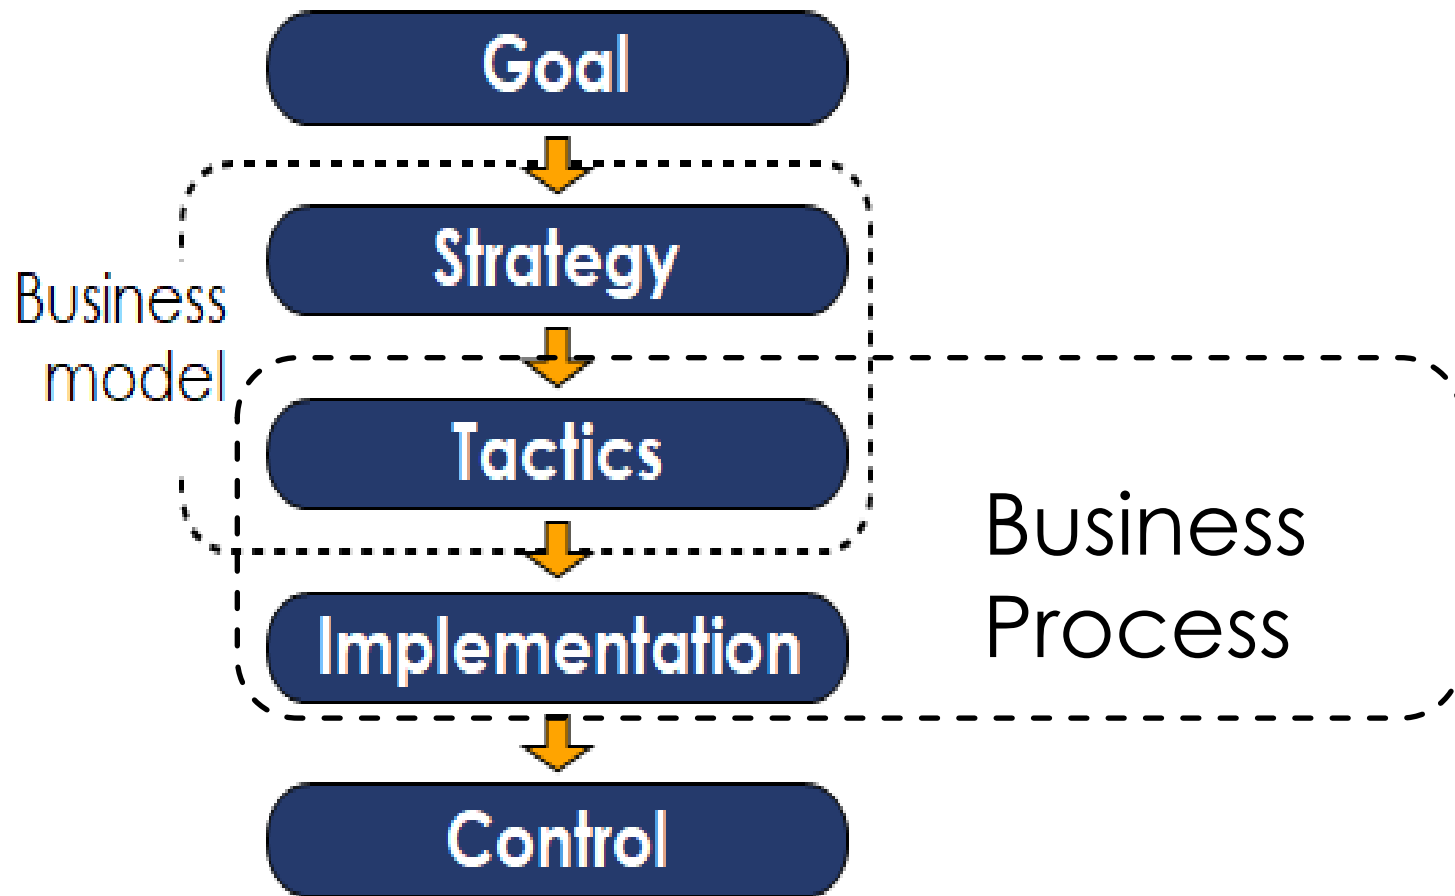 Goal
Strategy
Business
model
Tactics
Business
Process
Implementation
Control